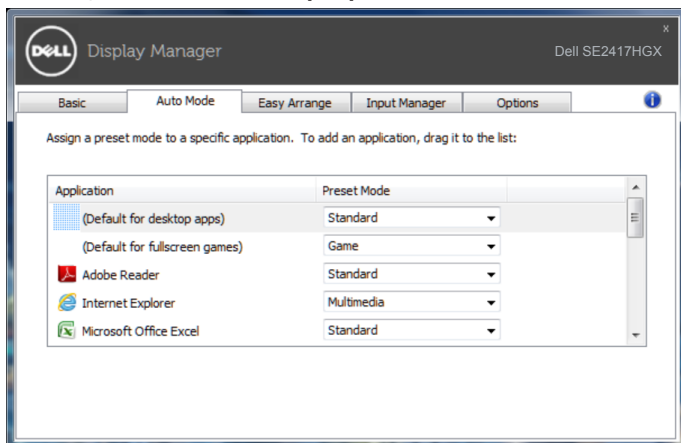 x
DELL Display Manager Dell SE2417HGX
Basic Auto Mode Easy Arrange Input Manager Options i
Assign a preset mode to a specific application. To add an application, drag it to the list:
Application Preset Mode
(Default for desktop apps) Standard
(Default for fullscreen games) Game
Adobe Reader Standard
Internet Explorer Multimedia
Microsoft Office Excel Standard